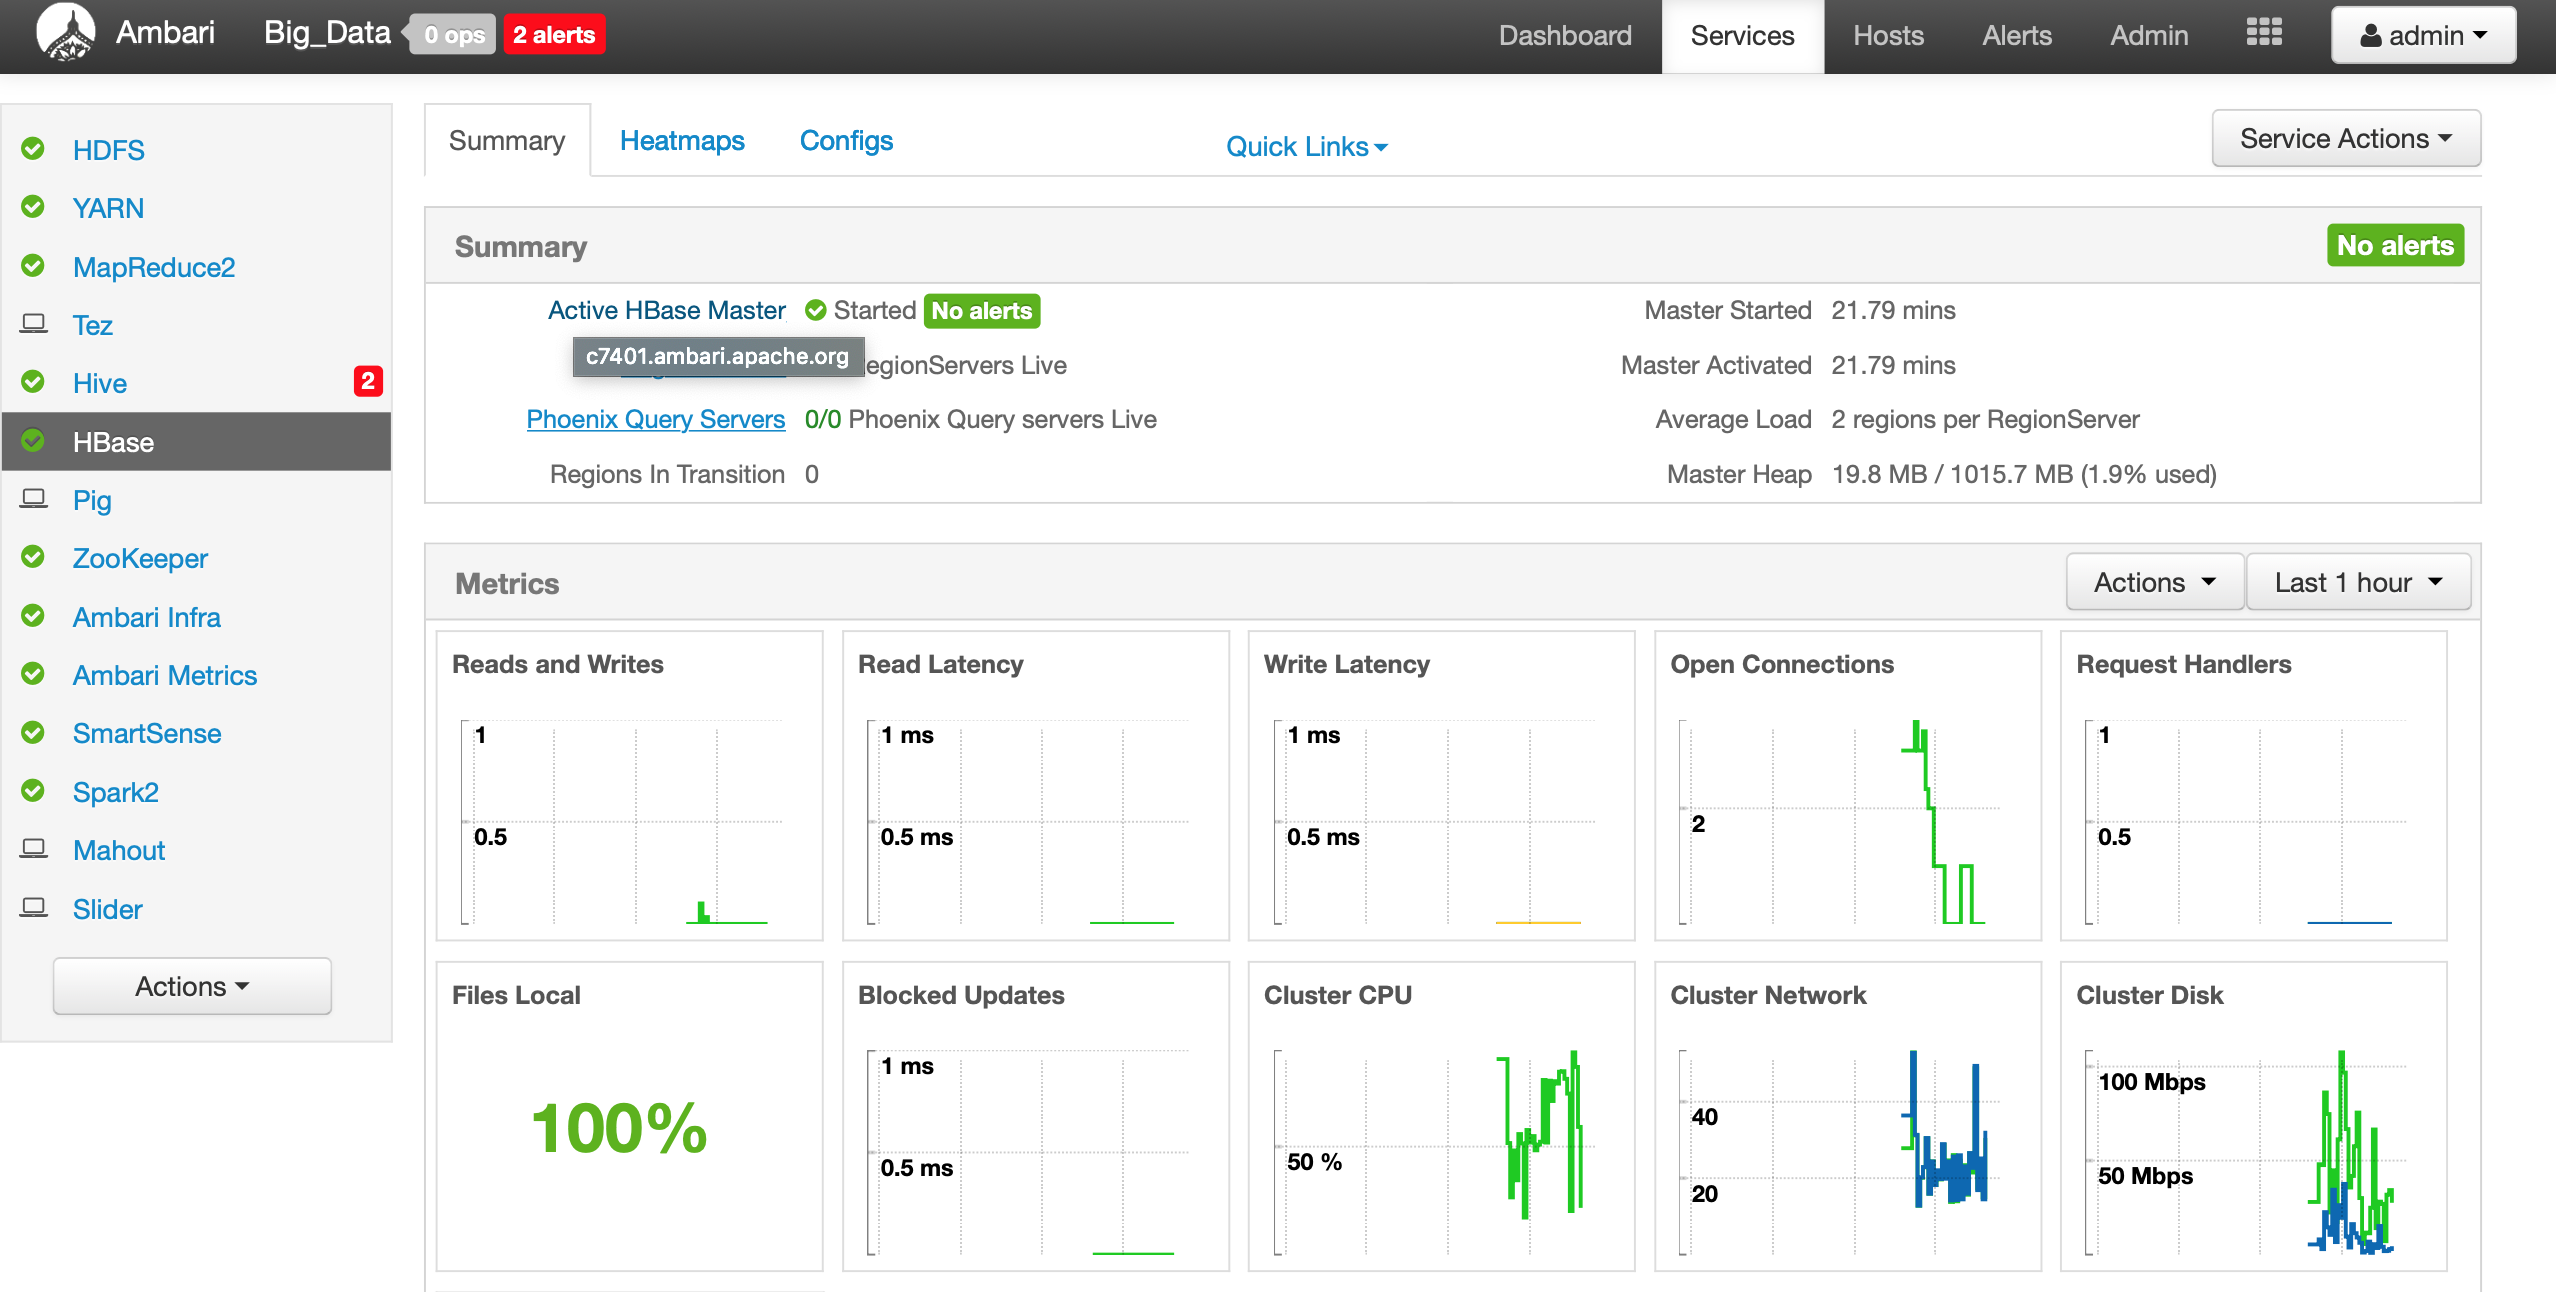 Ambari Big_Data 0 ops 2 alerts Dashboard Services Hosts Alerts Admin admin
HDFS
YARN
MapReduce2
Tez
Hive 2
HBase
Pig
ZooKeeper
Ambari Infra
Ambari Metrics
SmartSense
Spark2
Mahout
Slider
Actions
Summary Heatmaps Configs Quick Links Service Actions
Summary No alerts
Active HBase Master Started No alerts
c7401.ambari.apache.org egionServers Live
Phoenix Query Servers 0/0 Phoenix Query servers Live
Regions In Transition 0
Master Started 21.79 mins
Master Activated 21.79 mins
Average Load 2 regions per RegionServer
Master Heap 19.8 MB / 1015.7 MB (1.9% used)
Metrics Actions Last 1 hour
Reads and Writes
1
0.5
Read Latency
1 ms
0.5 ms
Write Latency
1 ms
0.5 ms
Open Connections
2
Request Handlers
1
0.5
Files Local
100%
Blocked Updates
1 ms
0.5 ms
Cluster CPU
50 %
Cluster Network
40
20
Cluster Disk
100 Mbps
50 Mbps